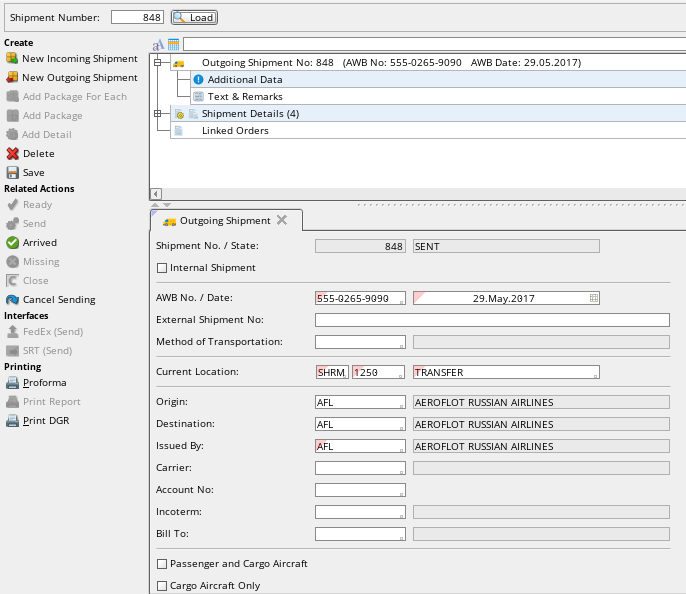 Shipment Number: 848 Load
Create
New Incoming Shipment
New Outgoing Shipment
Add Package For Each
Add Package
Add Detail
Delete
Save
Related Actions
Ready
Send
Arrived
Missing
Close
Cancel Sending
Interfaces
FedEx (Send)
SRT (Send)
Printing
Proforma
Print Report
Print DGR
Outgoing Shipment No: 848 (AWB No: 555-0265-9090 AWB Date: 29.05.2017)
Additional Data
Text & Remarks
Shipment Details (4)
Linked Orders
Outgoing Shipment
Shipment No. / State: 848 SENT
Internal Shipment
AWB No. / Date: 555-0265-9090 29.May.2017
External Shipment No:
Method of Transportation:
Current Location: SHRM 1250 TRANSFER
Origin: AFL AEROFLOT RUSSIAN AIRLINES
Destination: AFL AEROFLOT RUSSIAN AIRLINES
Issued By: AFL AEROFLOT RUSSIAN AIRLINES
Carrier:
Account No:
Incoterm:
Bill To:
Passenger and Cargo Aircraft
Cargo Aircraft Only